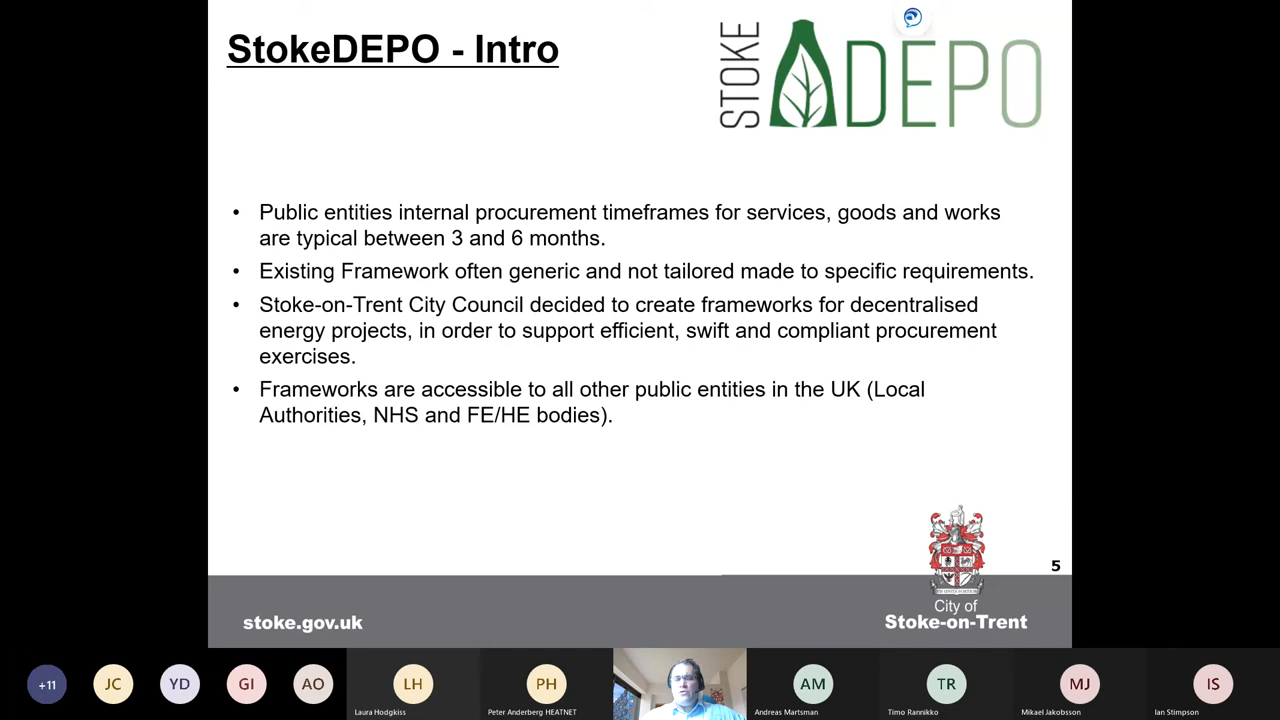 StokeDEPO - Intro
STOKE
DEPO
• Public entities internal procurement timeframes for services, goods and works
are typical between 3 and 6 months.
• Existing Framework often generic and not tailored made to specific requirements.
• Stoke-on-Trent City Council decided to create frameworks for decentralised
energy projects, in order to support efficient, swift and compliant procurement
exercises.
• Frameworks are accessible to all other public entities in the UK (Local
Authorities, NHS and FE/HE bodies).
5
stoke.gov.uk
City of
Stoke-on-Trent
+11
JC
YD
GI
AO
LH
PH
AM
TR
MJ
IS
Laura Hodgkiss
Peter Anderberg HEATNET
Andreas Martsman
Timo Rannikko
Mikael Jakobsson
Ian Stimpson